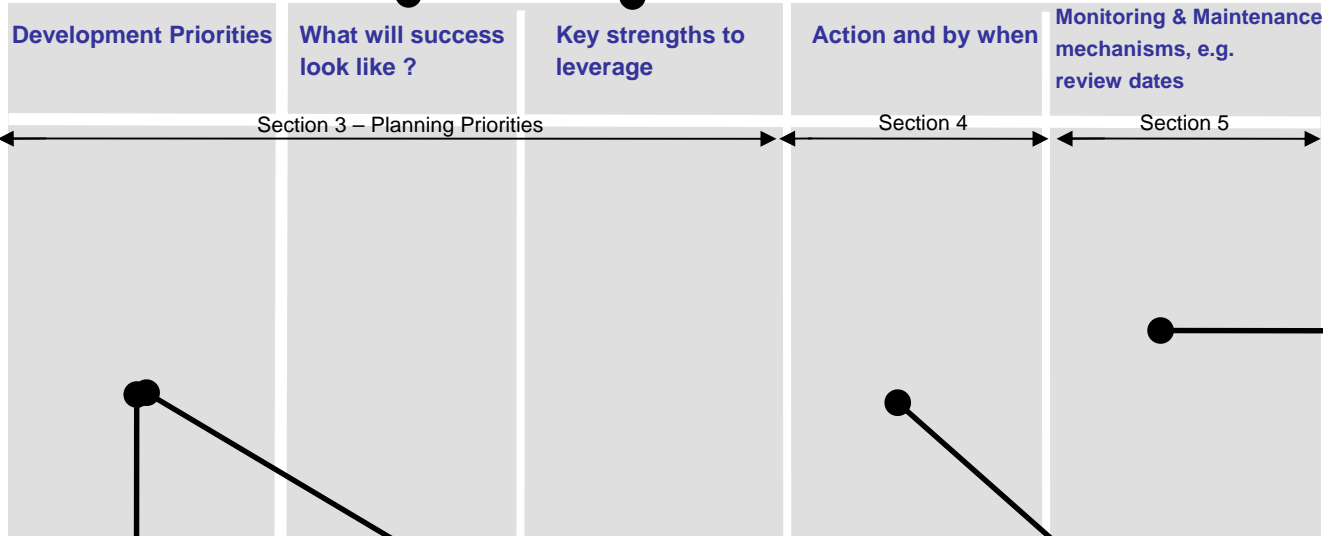 Development Priorities
What will success
look like ?
Key strengths to
leverage
Action and by when
Monitoring & Maintenance
mechanisms, e.g.
review dates
Section 3 – Planning Priorities
Section 4
Section 5